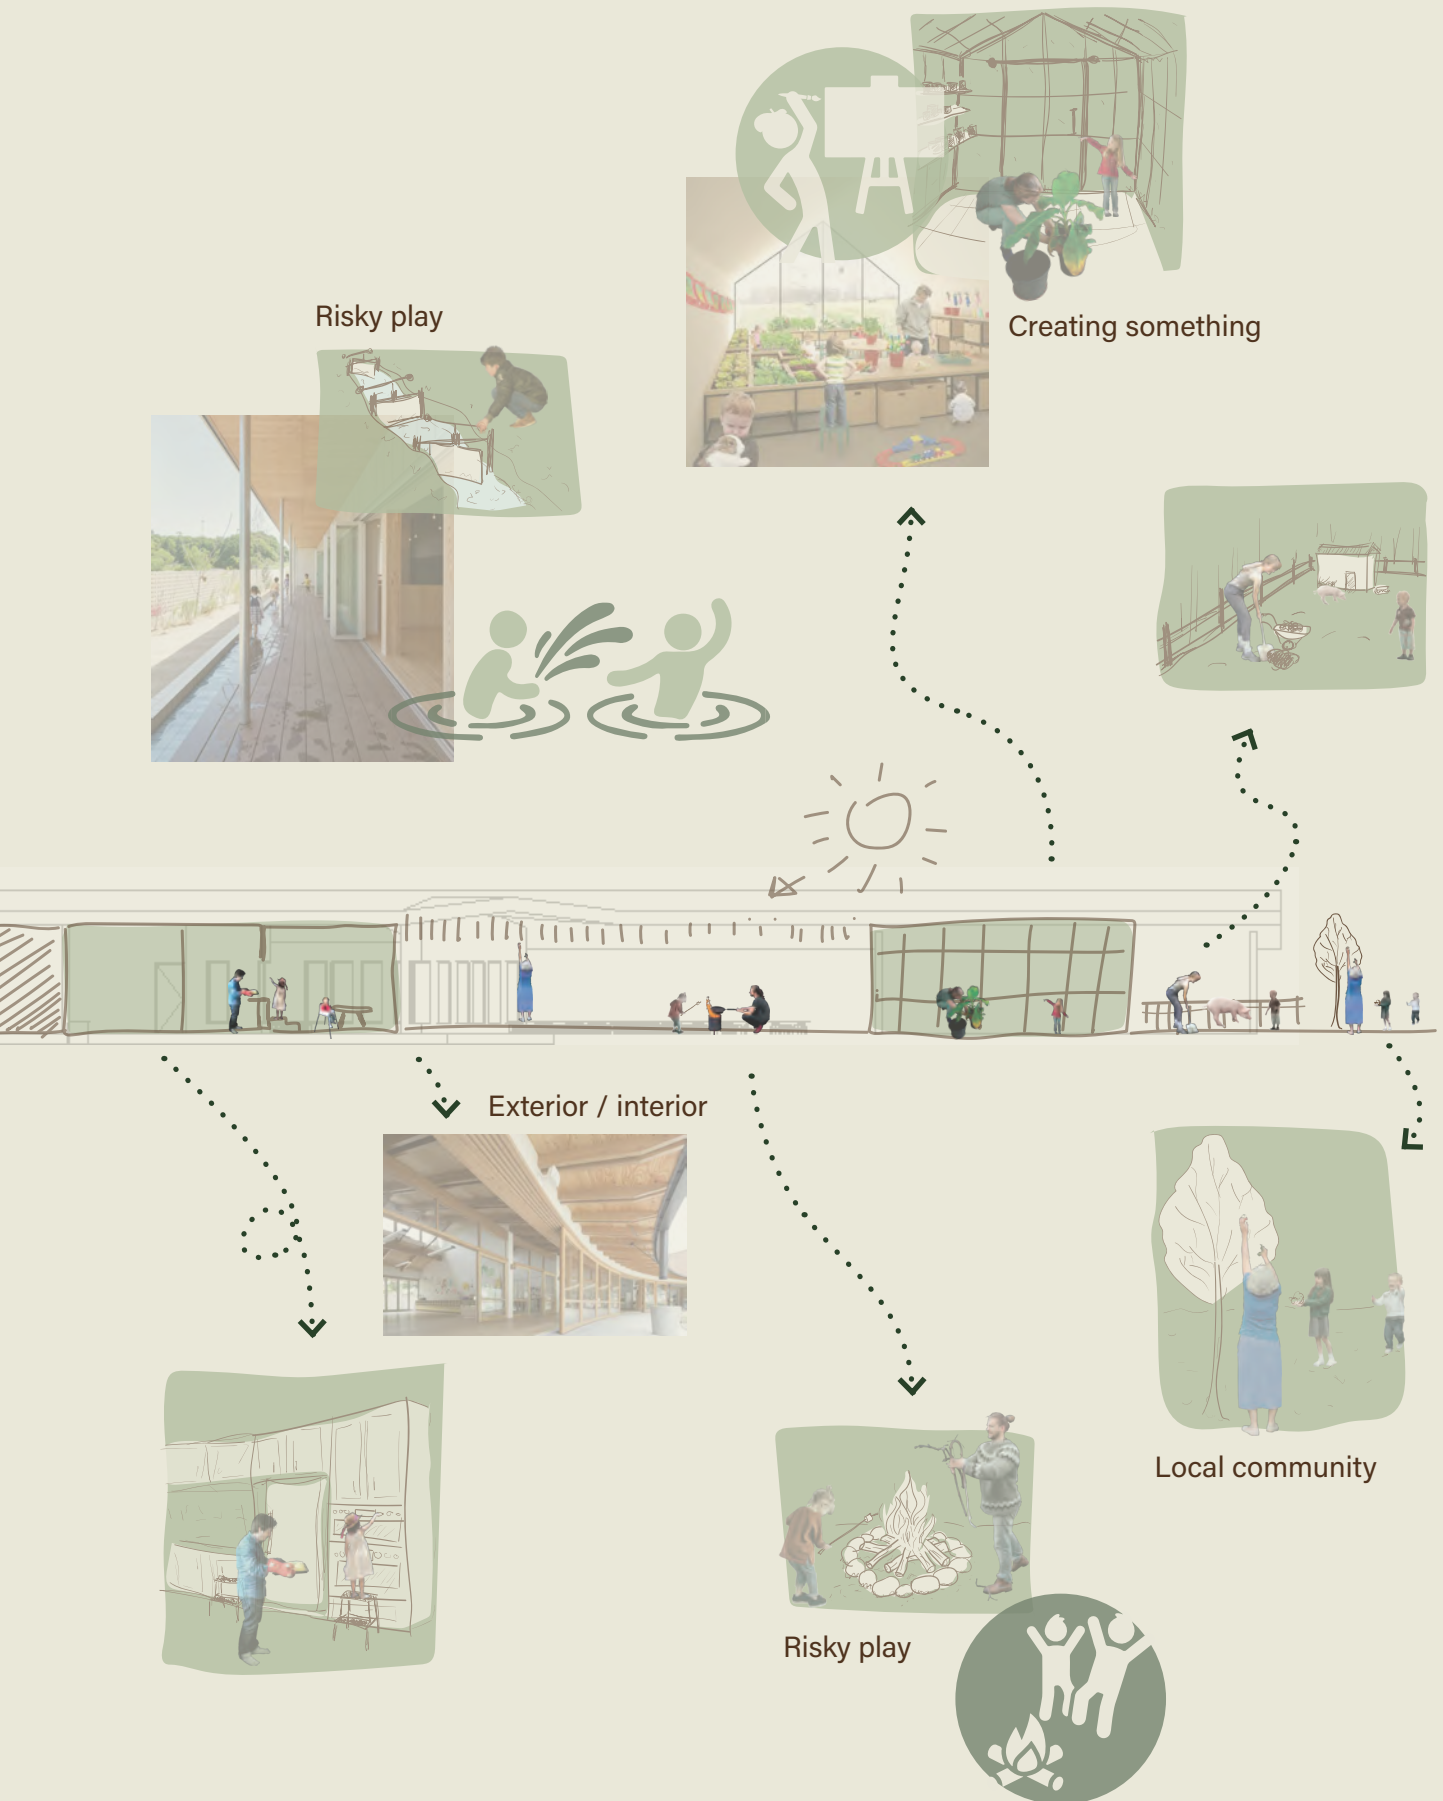 Risky play
Creating something
Exterior / interior
Local community
Risky play